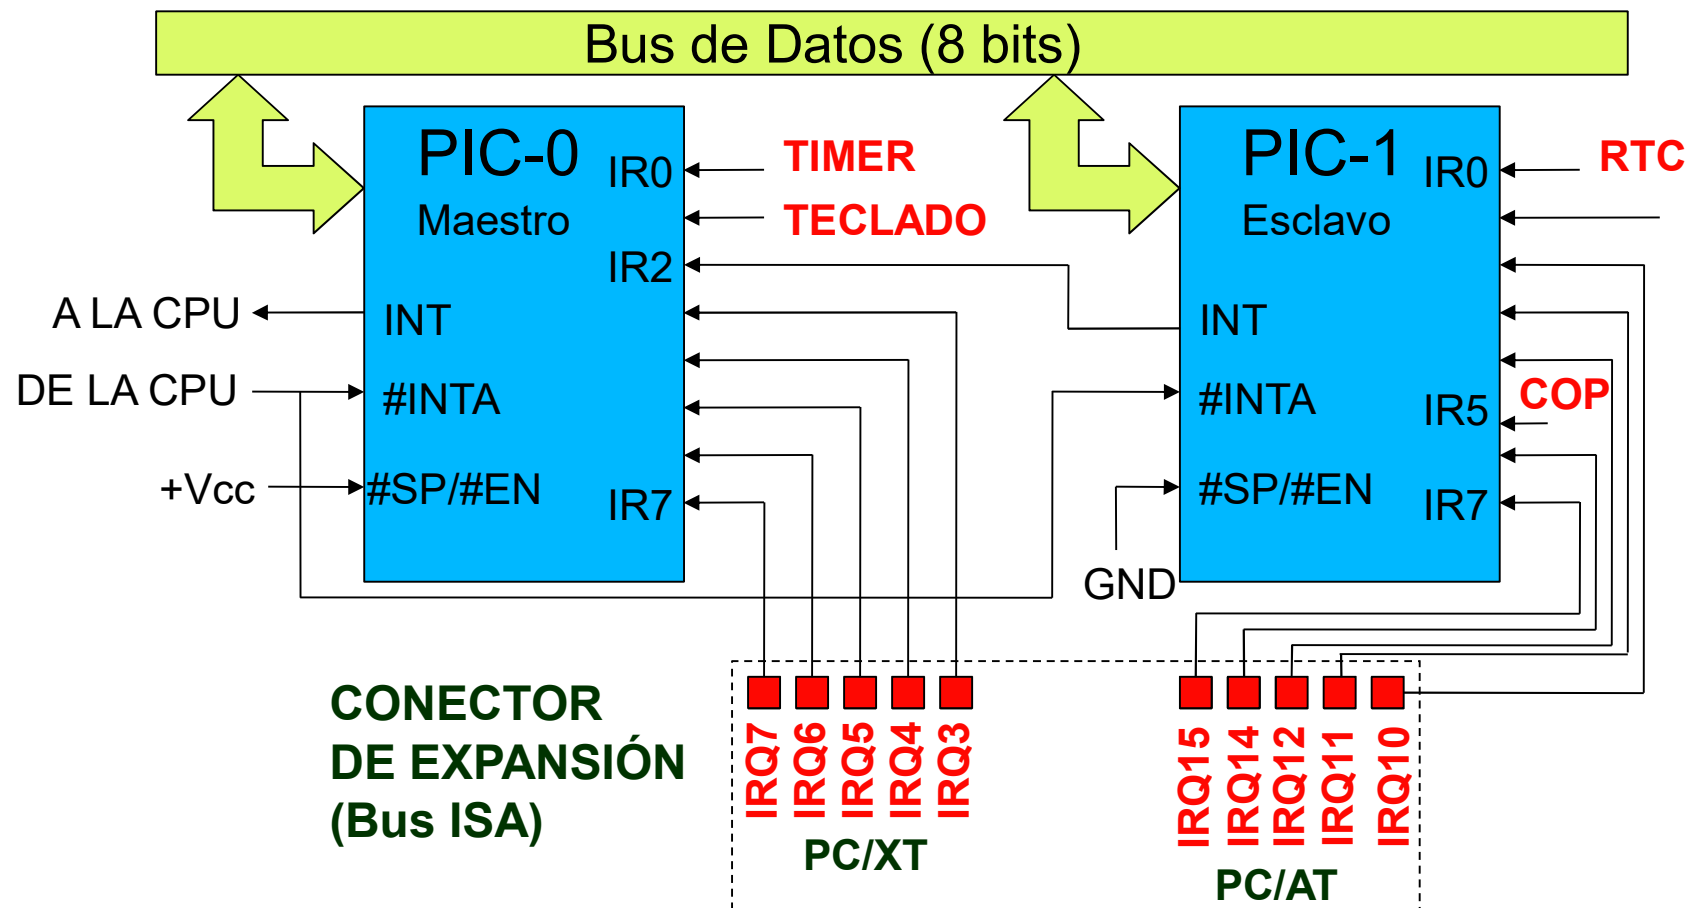 Bus de Datos (8 bits)
PIC-0
Maestro
IR0
IR2
INT
#INTA
#SP/#EN
IR7
TIMER
TECLADO
A LA CPU
DE LA CPU
+Vcc
PIC-1
Esclavo
IR0
INT
#INTA
IR5
#SP/#EN
IR7
RTC
COP
GND
CONECTOR
DE EXPANSIÓN
(Bus ISA)
IRQ7
IRQ6
IRQ5
IRQ4
IRQ3
PC/XT
IRQ15
IRQ14
IRQ12
IRQ11
IRQ10
PC/AT